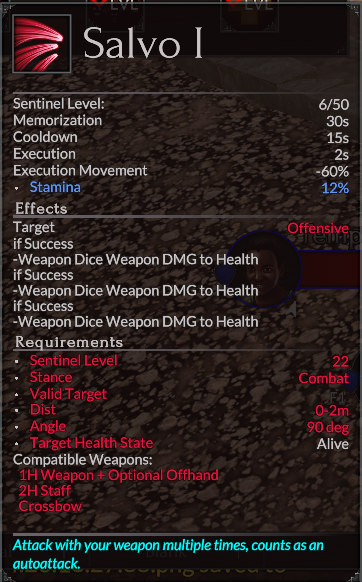 Salvo I
Sentinel Level: 6/50
Memorization 30s
Cooldown 15s
Execution 2s
Execution Movement -60%
• Stamina 12%
Effects
Target Offensive
if Success
-Weapon Dice Weapon DMG to Health
if Success
-Weapon Dice Weapon DMG to Health
if Success
-Weapon Dice Weapon DMG to Health
Requirements
• Sentinel Level 22
• Stance Combat
• Valid Target
• Dist 0-2m
• Angle 90 deg
• Target Health State Alive
Compatible Weapons:
1H Weapon + Optional Offhand
2H Staff
Crossbow
Attack with your weapon multiple times, counts as an
autoattack.